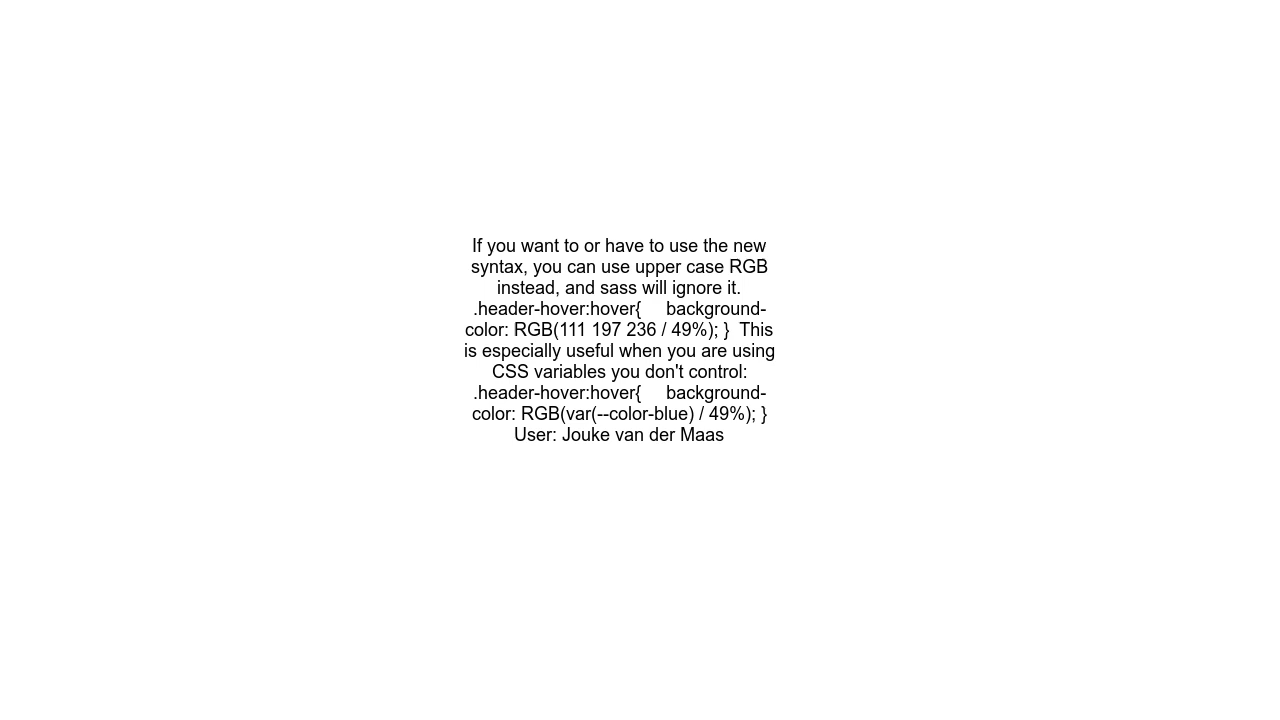 If you want to or have to use the new
syntax, you can use upper case RGB
instead, and sass will ignore it.
.header-hover:hover{     background-
color: RGB(111 197 236 / 49%); }  This
is especially useful when you are using
CSS variables you don't control:
.header-hover:hover{     background-
color: RGB(var(--color-blue) / 49%); }
User: Jouke van der Maas